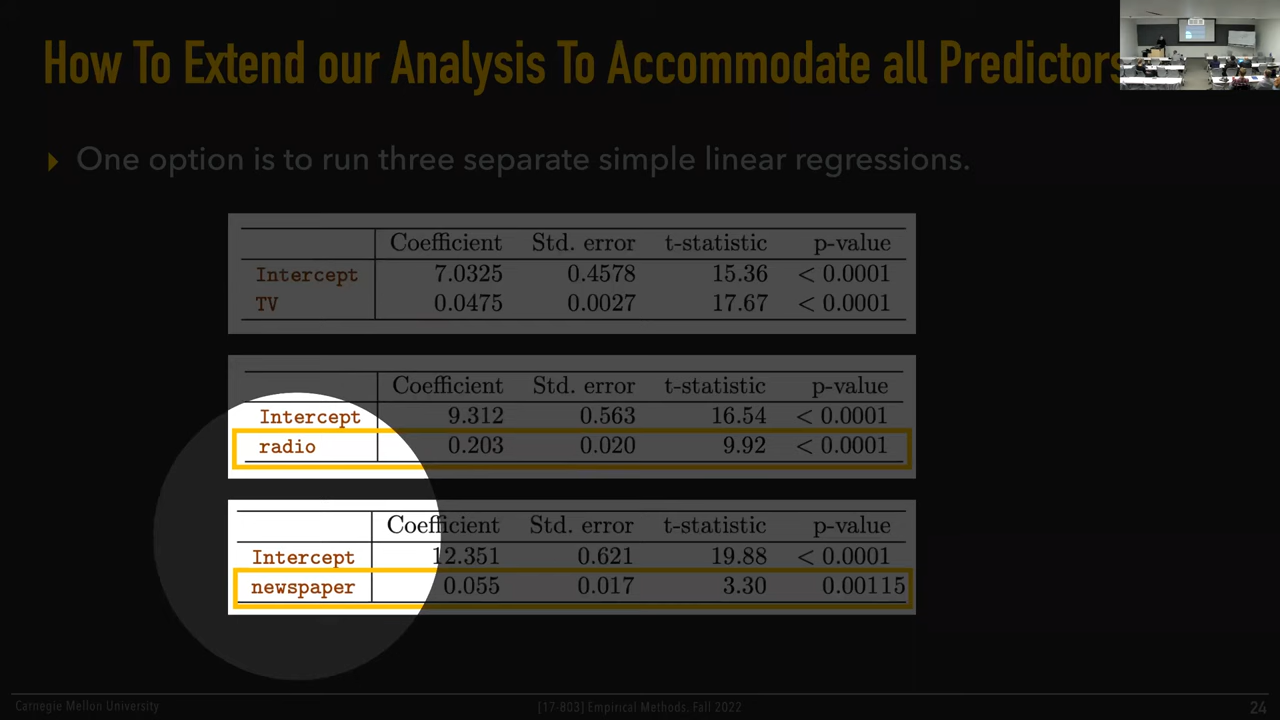 How To Extend our Analysis To Accommodate all Predictors
One option is to run three separate simple linear regressions.
Coefficient Std. error t-statistic p-value
Intercept 7.0325 0.4578 15.36 < 0.0001
TV 0.0475 0.0027 17.67 < 0.0001
Coefficient Std. error t-statistic p-value
Intercept 9.312 0.563 16.54 < 0.0001
radio 0.203 0.020 9.92 < 0.0001
Coefficient Std. error t-statistic p-value
Intercept 12.351 0.621 19.88 < 0.0001
newspaper 0.055 0.017 3.30 0.00115
Carnegie Mellon University [17-803] Empirical Methods, Fall 2022 24